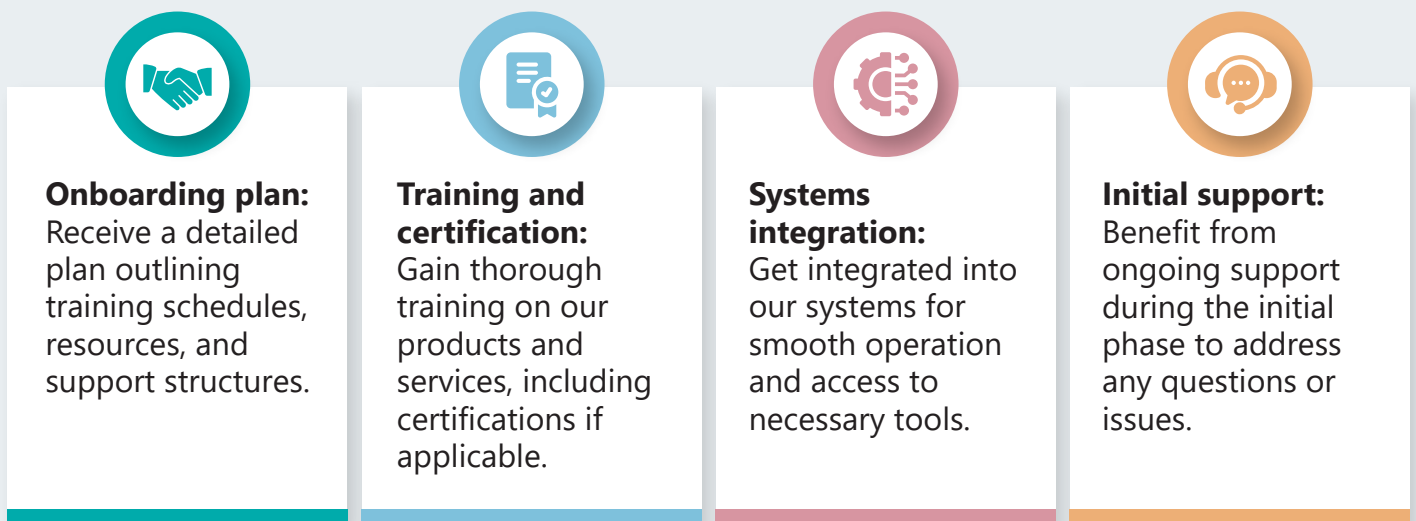 Onboarding plan:
Receive a detailed
plan outlining
training schedules,
resources, and
support structures.
Training and
certification:
Gain thorough
training on our
products and
services, including
certifications if
applicable.
Systems
integration:
Get integrated into
our systems for
smooth operation
and access to
necessary tools.
Initial support:
Benefit from
ongoing support
during the initial
phase to address
any questions or
issues.